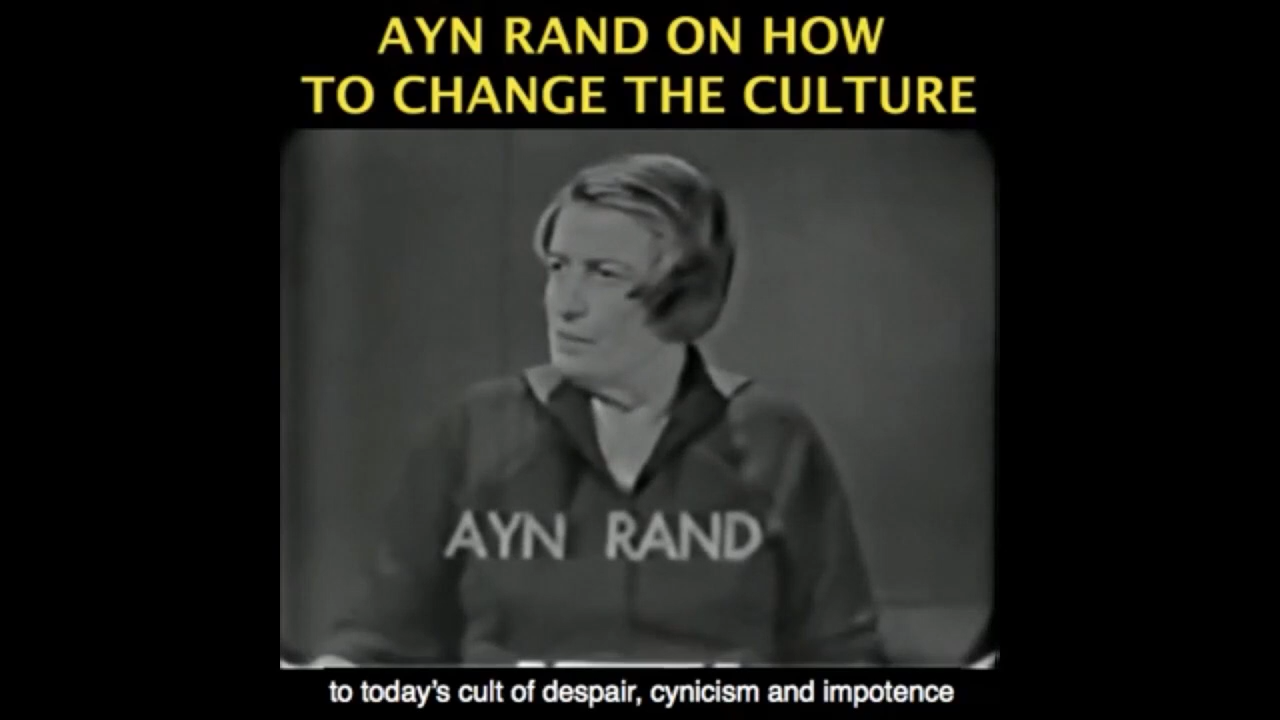 AYN RAND ON HOW
TO CHANGE THE CULTURE
AYN RAND
to today's cult of despair, cynicism and impotence